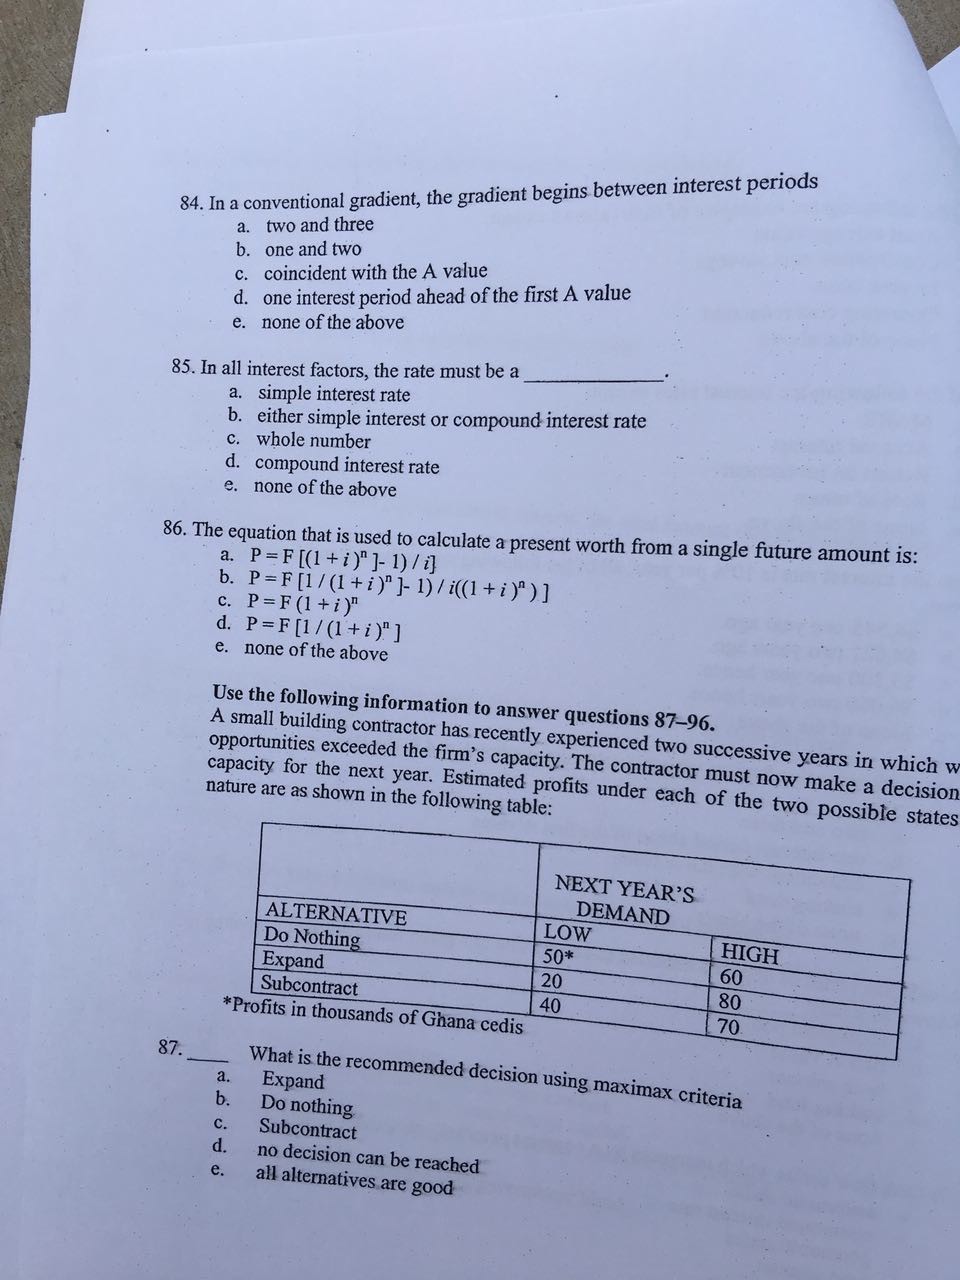 84. In a conventional gradient, the gradient begins between interest periods
a. two and three
b. one and two
c. coincident with the A value
d. one interest period ahead of the first A value
e. none of the above
85. In all interest factors, the rate must be a ____________.
a. simple interest rate
b. either simple interest or compound interest rate
c. whole number
d. compound interest rate
e. none of the above
86. The equation that is used to calculate a present worth from a single future amount is:
a. P = F [(1 + i)ⁿ ]- 1) / i]
b. P = F [1 / (1 + i)ⁿ ]- 1) / i((1 + i)ⁿ ) ]
c. P = F (1 + i)ⁿ
d. P = F [1 / (1 + i)ⁿ ]
e. none of the above
Use the following information to answer questions 87–96.
A small building contractor has recently experienced two successive years in which w
opportunities exceeded the firm's capacity. The contractor must now make a decision
capacity for the next year. Estimated profits under each of the two possible states
nature are as shown in the following table:
NEXT YEAR'S
DEMAND
ALTERNATIVE LOW HIGH
Do Nothing 50* 60
Expand 20 80
Subcontract 40 70
*Profits in thousands of Ghana cedis
87. ____ What is the recommended decision using maximax criteria
a. Expand
b. Do nothing
c. Subcontract
d. no decision can be reached
e. all alternatives are good